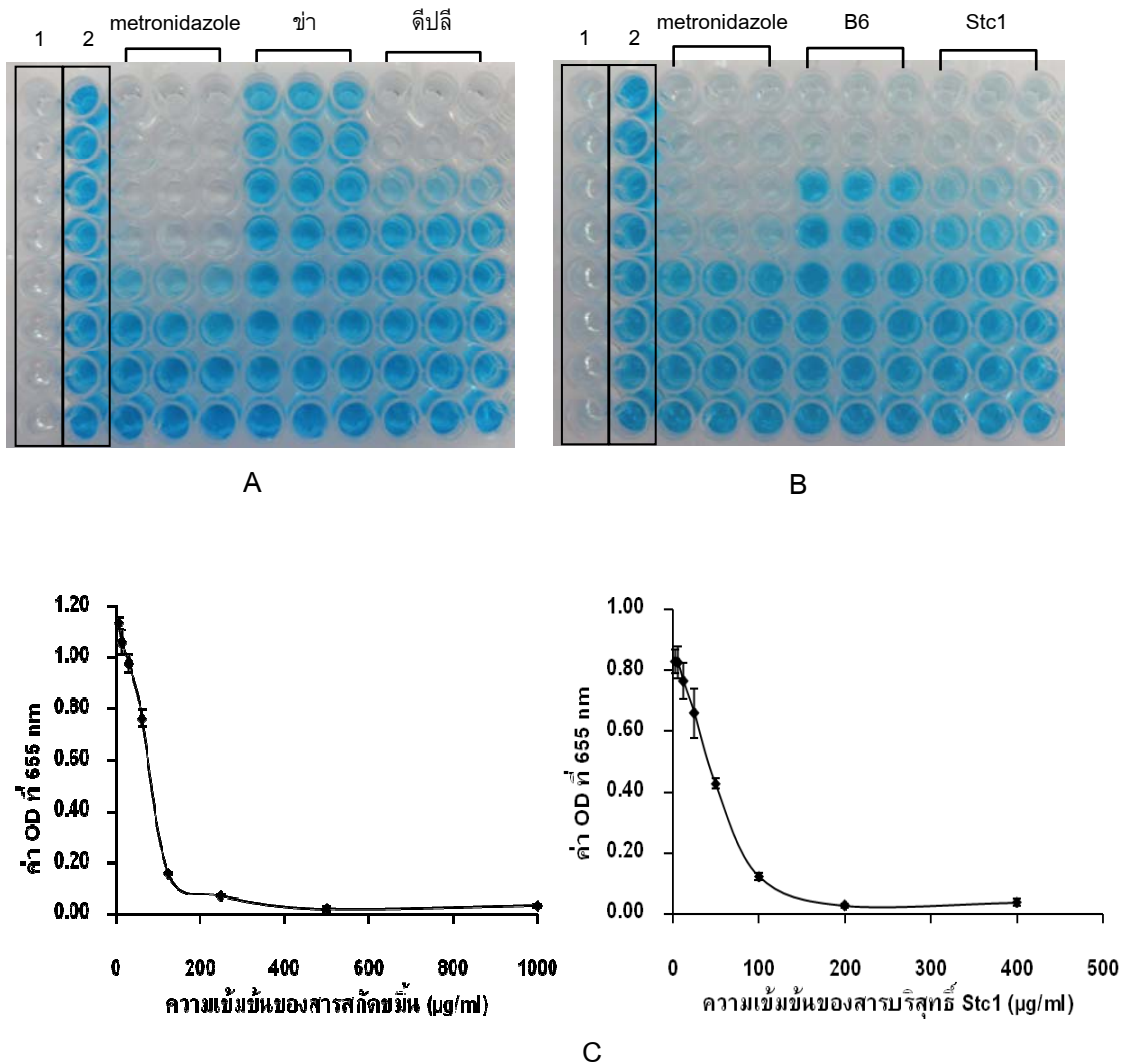 1 2 metronidazole ข่า ดีปลี
1 2 metronidazole B6 Stc1
A
B
1.20
1.00
0.80
0.60
0.40
0.20
0.00
ค่า OD ที่ 655 nm
0 200 400 600 800 1000
ความเข้มข้นของสารสกัดขมิ้น (µg/ml)
1.00
0.80
0.60
0.40
0.20
0.00
ค่า OD ที่ 655 nm
0 100 200 300 400 500
ความเข้มข้นของสารบริสุทธิ์ Stc1 (µg/ml)
C